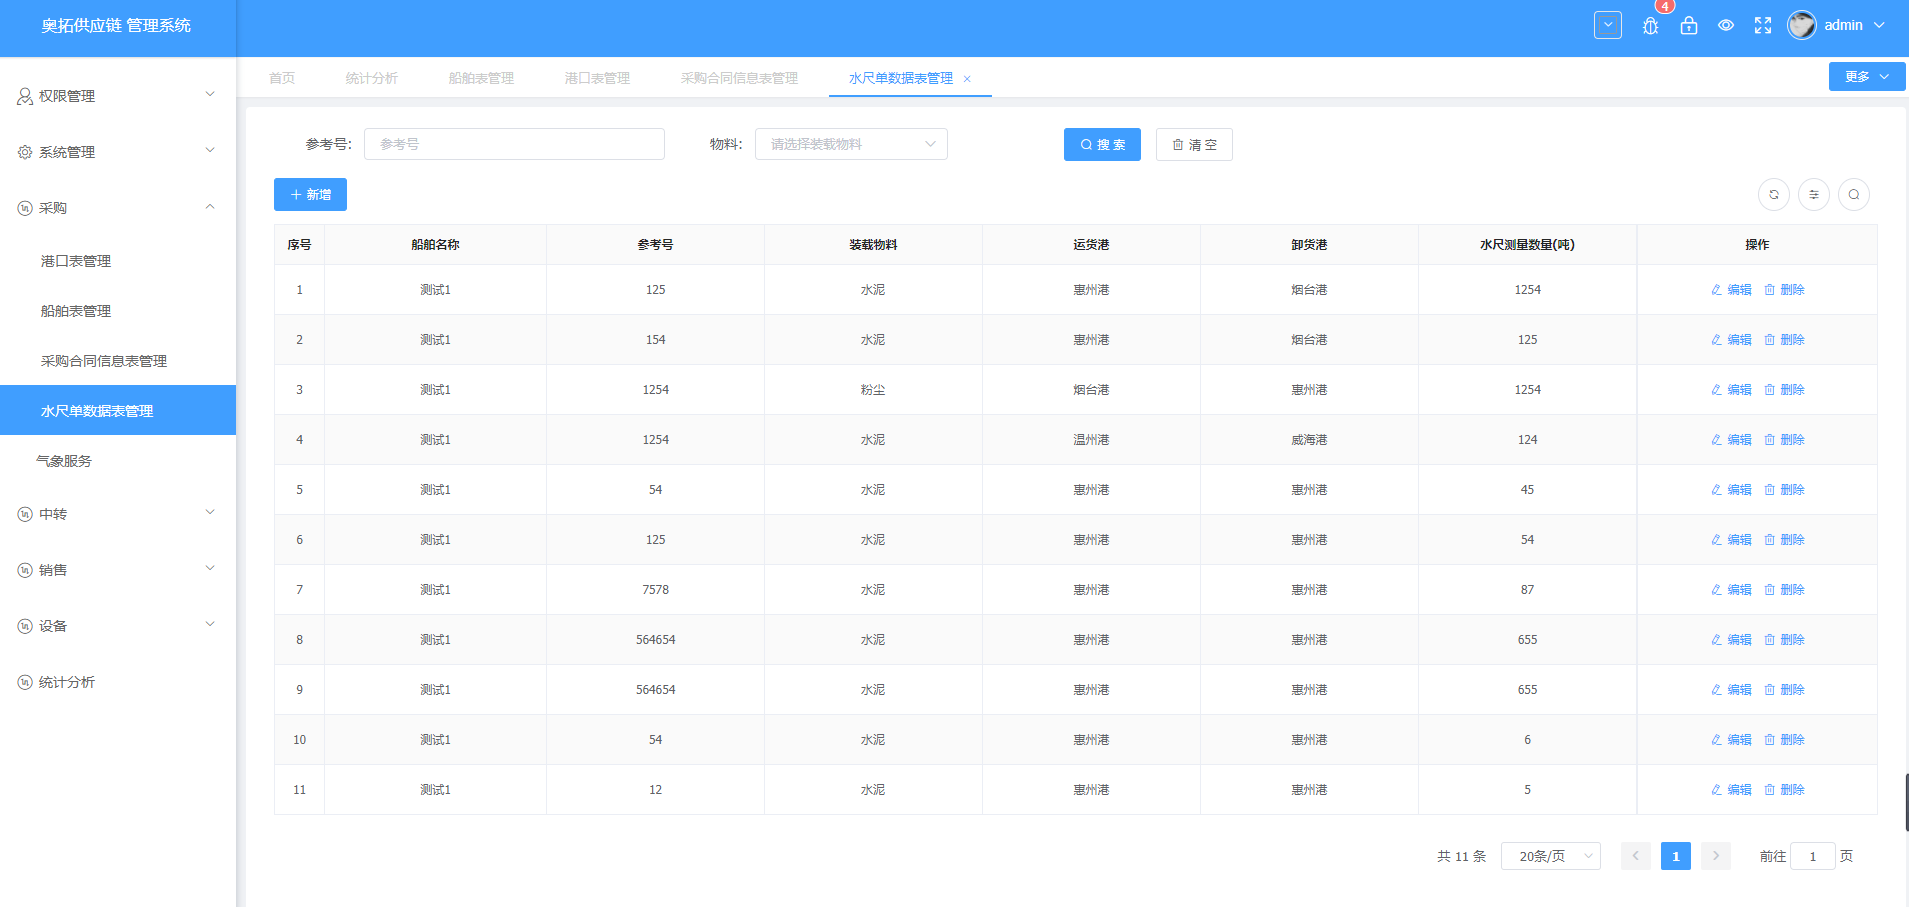 奥拓供应链 管理系统
4
admin
权限管理
系统管理
采购
港口表管理
船舶表管理
采购合同信息表管理
水尺单数据表管理
气象服务
中转
销售
设备
统计分析
首页 统计分析 船舶表管理 港口表管理 采购合同信息表管理 水尺单数据表管理 更多
参考号: 参考号 物料: 请选择装载物料 搜 索 清 空
新增
序号 船舶名称 参考号 装载物料 运货港 卸货港 水尺测量数量(吨) 操作
1 测试1 125 水泥 惠州港 烟台港 1254 编辑 删除
2 测试1 154 水泥 惠州港 烟台港 125 编辑 删除
3 测试1 1254 粉尘 烟台港 惠州港 1254 编辑 删除
4 测试1 1254 水泥 温州港 威海港 124 编辑 删除
5 测试1 54 水泥 惠州港 惠州港 45 编辑 删除
6 测试1 125 水泥 惠州港 惠州港 54 编辑 删除
7 测试1 7578 水泥 惠州港 惠州港 87 编辑 删除
8 测试1 564654 水泥 惠州港 惠州港 655 编辑 删除
9 测试1 564654 水泥 惠州港 惠州港 655 编辑 删除
10 测试1 54 水泥 惠州港 惠州港 6 编辑 删除
11 测试1 12 水泥 惠州港 惠州港 5 编辑 删除
共 11 条 20条/页 1 前往 1 页